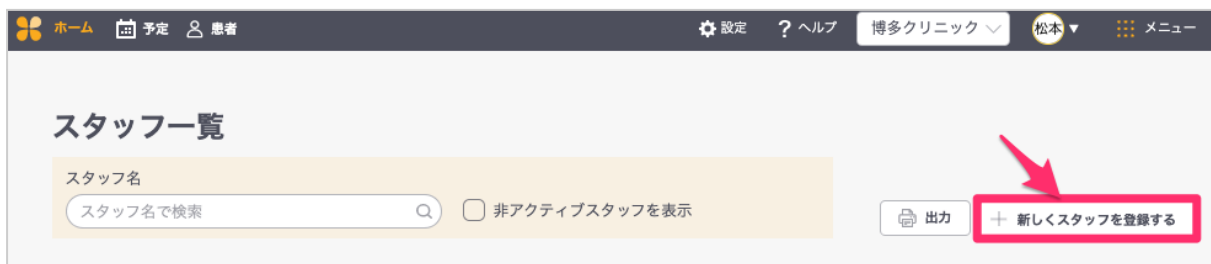 ホーム 予定 患者 設定 ? ヘルプ 博多クリニック 松本 ▼ メニュー
スタッフ一覧
スタッフ名
スタッフ名で検索 非アクティブスタッフを表示
出力 + 新しくスタッフを登録する